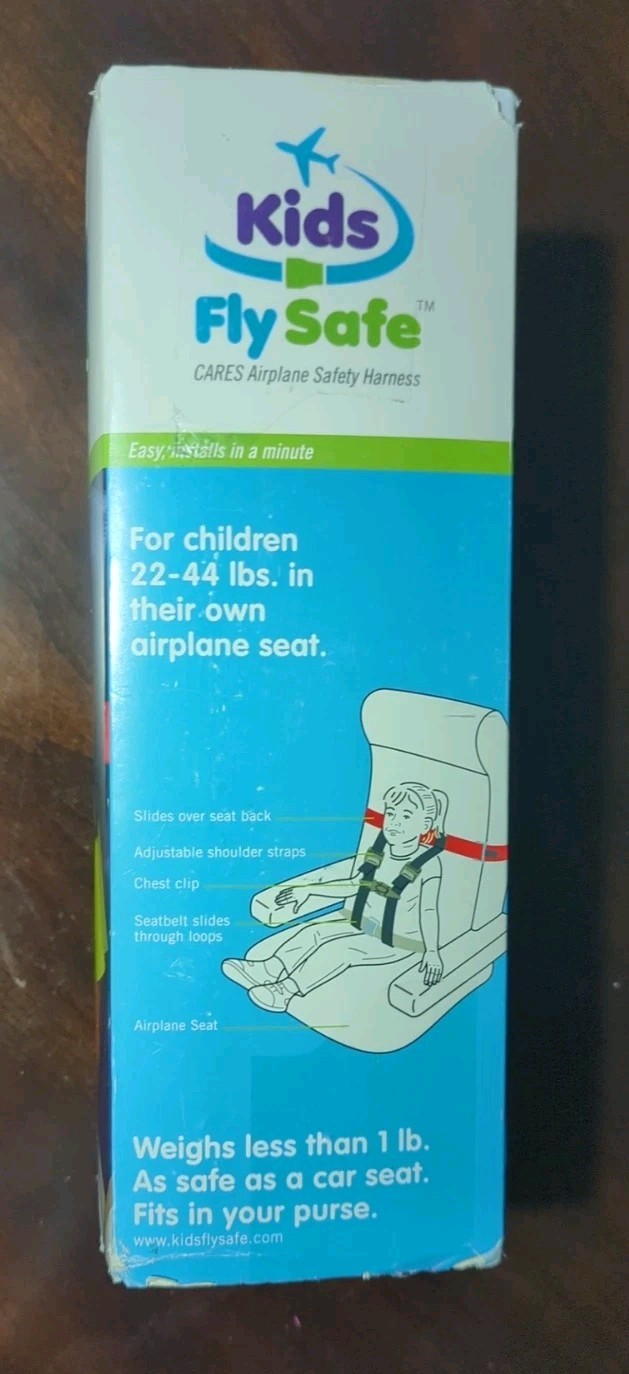 Kids
Fly Safe™
CARES Airplane Safety Harness
Easy, installs in a minute
For children
22-44 lbs. in
their own
airplane seat.
Slides over seat back
Adjustable shoulder straps
Chest clip
Seatbelt slides
through loops
Airplane Seat
Weighs less than 1 lb.
As safe as a car seat.
Fits in your purse.
www.kidsflysafe.com